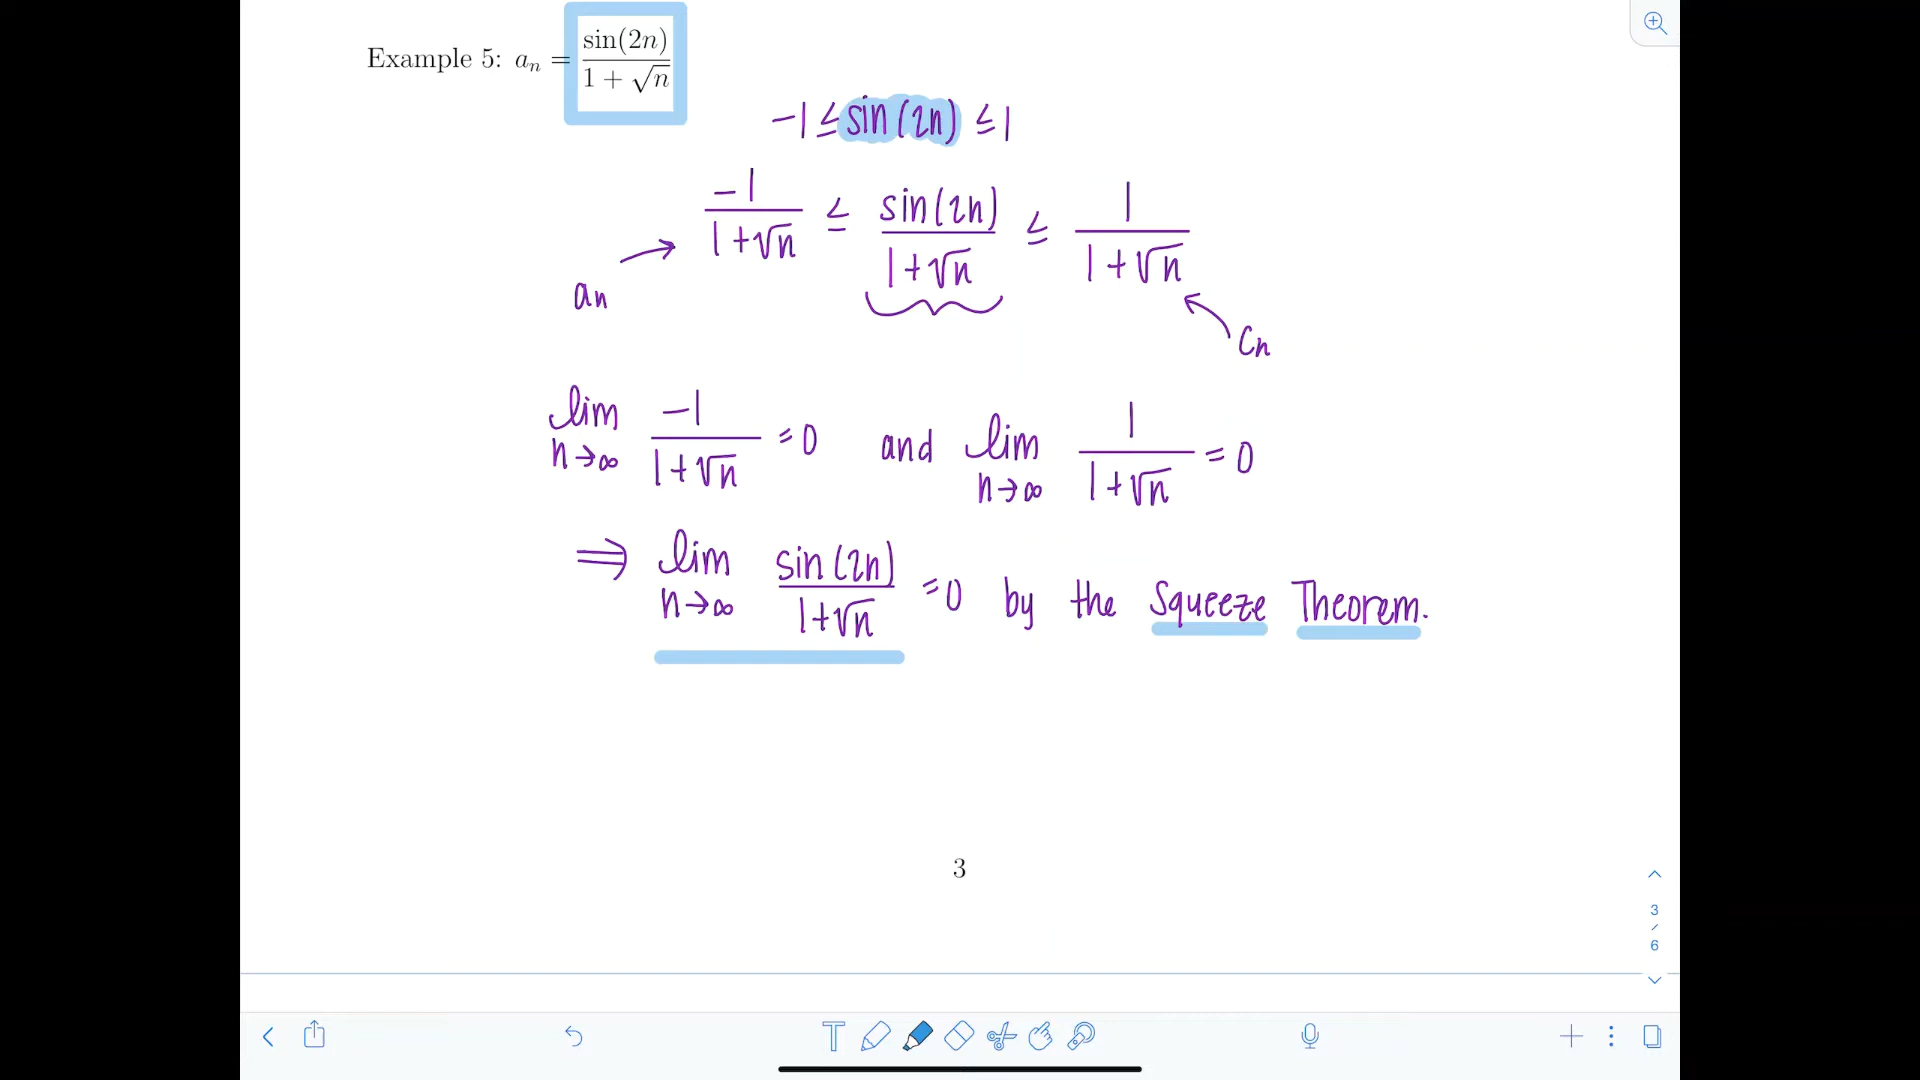 Example 5: aₙ = sin(2n) / (1 + √n)
-1 ≤ sin(2n) ≤ 1
-1 / (1+√n) ≤ sin(2n) / (1+√n) ≤ 1 / (1+√n)
an
Cn
lim n→∞ -1 / (1+√n) = 0 and lim n→∞ 1 / (1+√n) = 0
⟹ lim n→∞ sin(2n) / (1+√n) = 0 by the Squeeze Theorem.
3
3 / 6
T